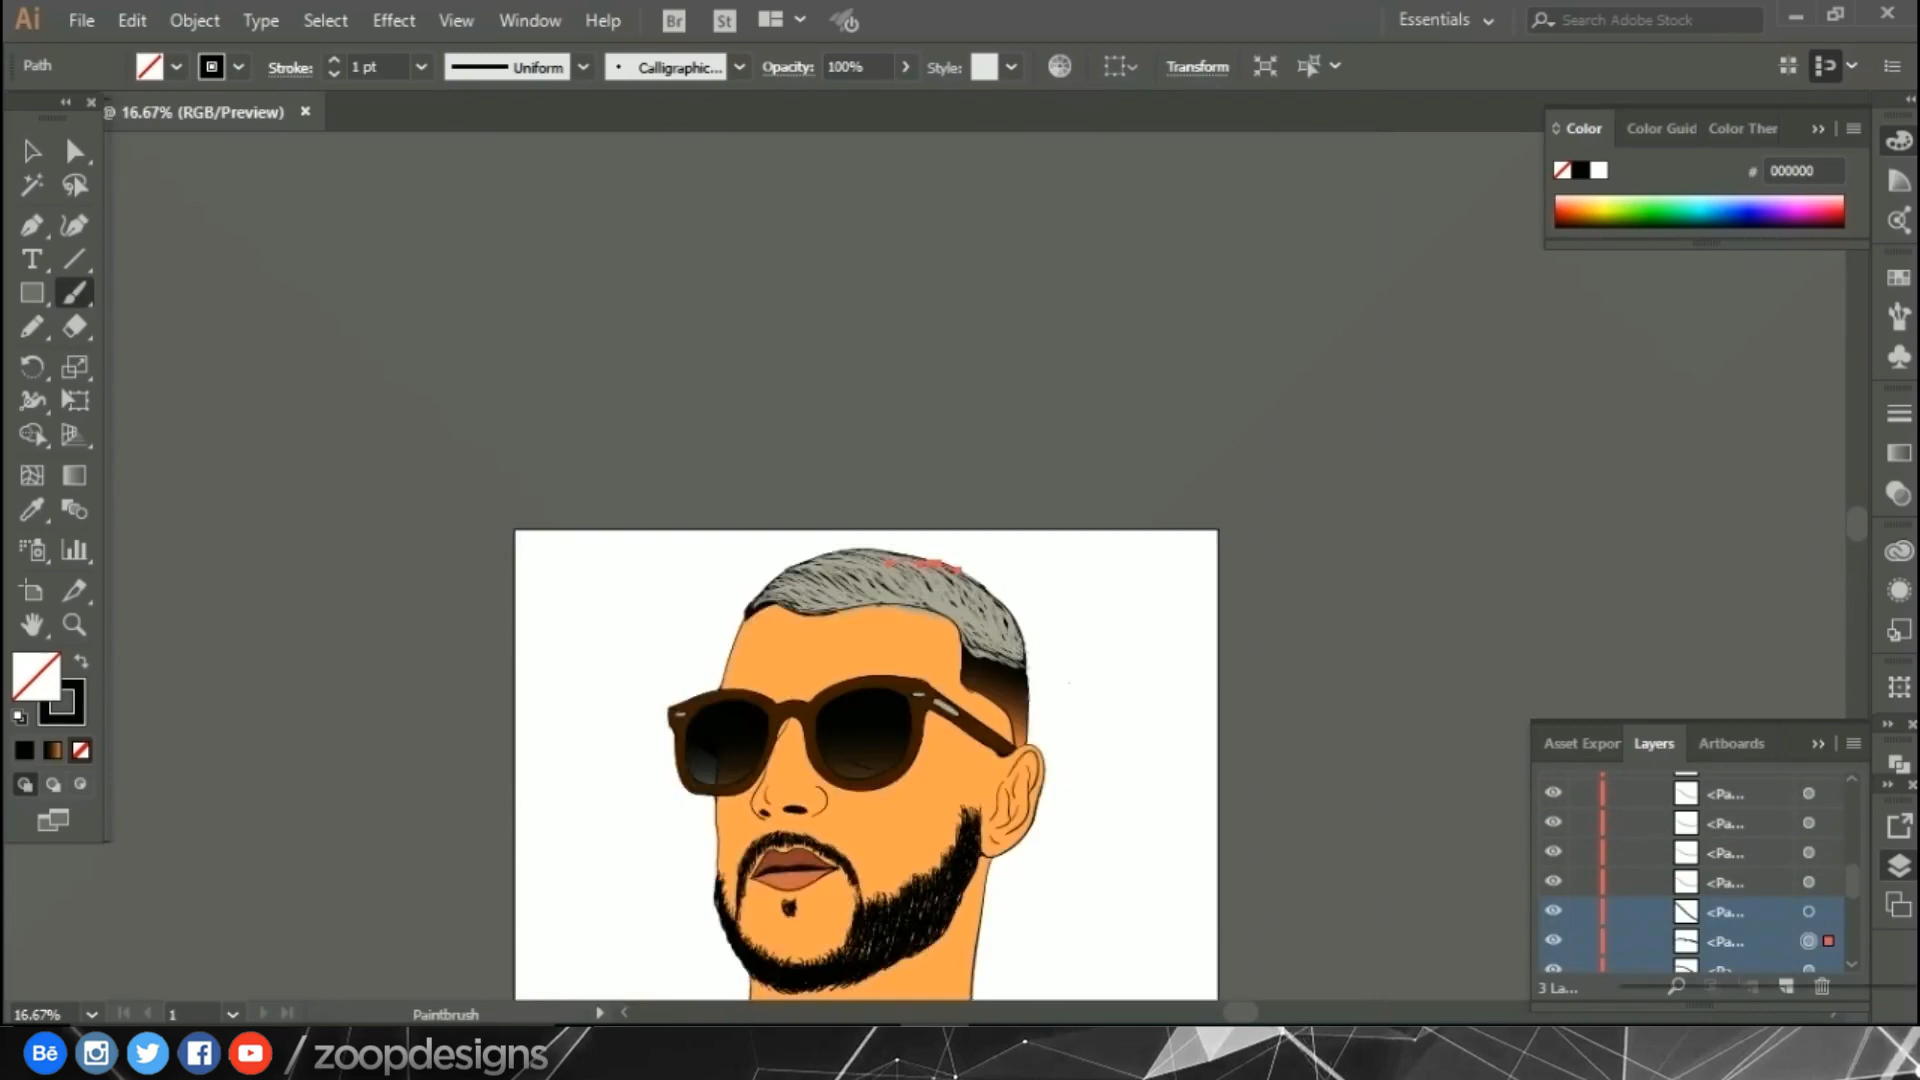 Ai File Edit Object Type Select Effect View Window Help Br St Essentials Search Adobe Stock
Path Stroke: 1 pt Uniform Calligraphic... Opacity: 100% Style: Transform
@ 16.67% (RGB/Preview) ×
Color Color Guid Color Ther
# 000000
T
Asset Expor Layers Artboards
<Pa...
<Pa...
<Pa...
<Pa...
<Pa...
<Pa...
3 La...
16.67% 1 Paintbrush
Bē / zoopdesigns